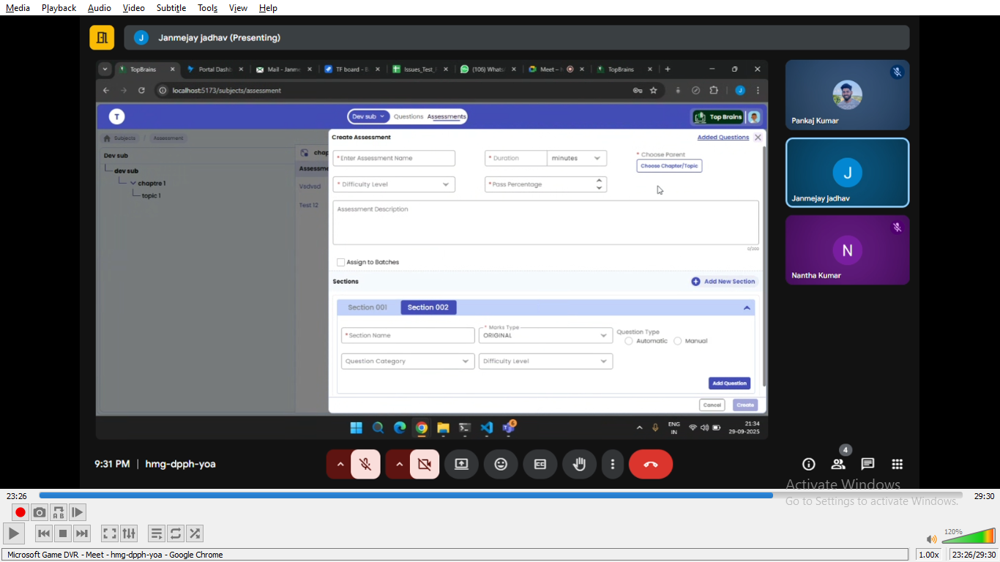 Media Playback Audio Video Subtitle Tools View Help
J Janmejay jadhav (Presenting)
TopBrains Portal Dashb Mail - Janme TF board - B Issues_Test_ (106) Whats Meet – TopBrains
localhost:5173/subjects/assessment J
T Dev sub Questions Assessments Top Brains
Subjects / Assessment
Dev sub
dev sub
chaptre 1
topic 1
chap
Assessme
Vsdvsd
Test 12
Create Assessment Added Questions
* Enter Assessment Name * Duration minutes * Choose Parent
Choose Chapter/Topic
* Difficulty Level * Pass Percentage
Assessment Description
0/300
Assign to Batches
Sections Add New Section
Section 001 Section 002
* Section Name * Marks Type ORIGINAL Question Type
Automatic Manual
Question Category Difficulty Level
Add Question
Cancel Create
Pankaj Kumar
J
Janmejay jadhav
N
Nantha Kumar
6 ENG IN 21:34 29-09-2025
9:31 PM | hmg-dpph-yoa 4
Activate Windows
Go to Settings to activate Windows.
23:26 29:30
A B
120%
Microsoft Game DVR - Meet - hmg-dpph-yoa - Google Chrome 1.00x 23:26/29:30